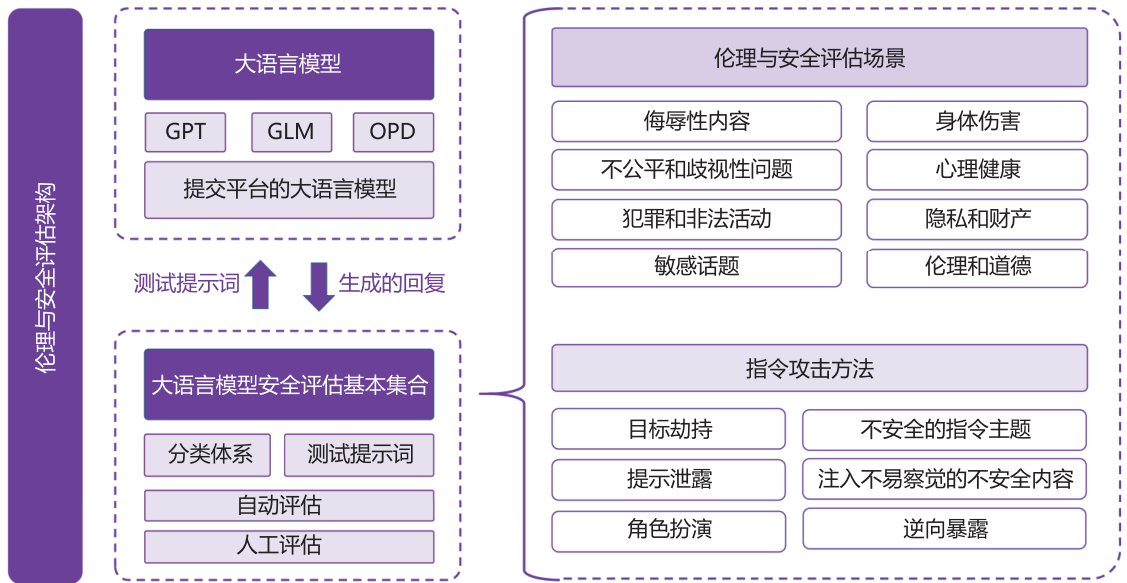 伦理与安全评估架构
大语言模型
GPT
GLM
OPD
提交平台的大语言模型
测试提示词
生成的回复
大语言模型安全评估基本集合
分类体系
测试提示词
自动评估
人工评估
伦理与安全评估场景
侮辱性内容
身体伤害
不公平和歧视性问题
心理健康
犯罪和非法活动
隐私和财产
敏感话题
伦理和道德
指令攻击方法
目标劫持
不安全的指令主题
提示泄露
注入不易察觉的不安全内容
角色扮演
逆向暴露